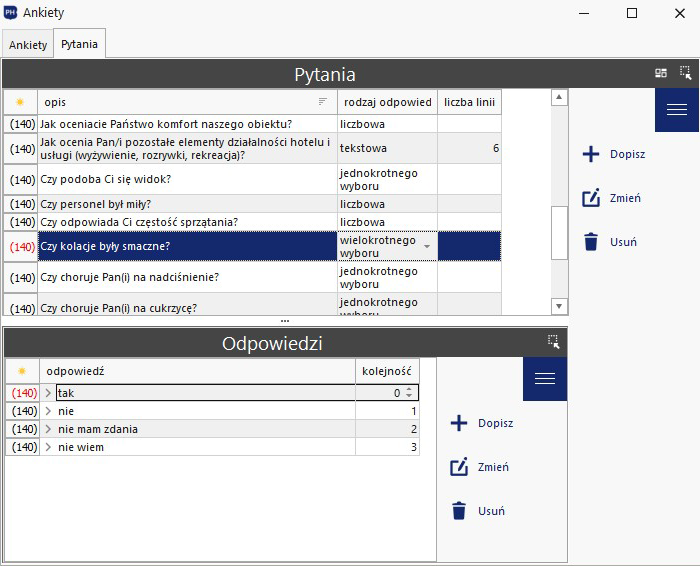 PH Ankiety
Ankiety Pytania
Pytania
opis rodzaj odpowied liczba linii
(140) Jak oceniacie Państwo komfort naszego obiektu? liczbowa
(140) Jak ocenia Pan/i pozostałe elementy działalności hotelu i
usługi (wyżywienie, rozrywki, rekreacja)? tekstowa 6
(140) Czy podoba Ci się widok? jednokrotnego
wyboru
(140) Czy personel był miły? liczbowa
(140) Czy odpowiada Ci częstość sprzątania? liczbowa
(140) Czy kolacje były smaczne? wielokrotnego
wyboru
(140) Czy choruje Pan(i) na nadciśnienie? jednokrotnego
wyboru
(140) Czy choruje Pan(i) na cukrzycę? jednokrotnego
wyboru
Dopisz
Zmień
Usuń
Odpowiedzi
odpowiedź kolejność
(140) tak 0
(140) nie 1
(140) nie mam zdania 2
(140) nie wiem 3
Dopisz
Zmień
Usuń